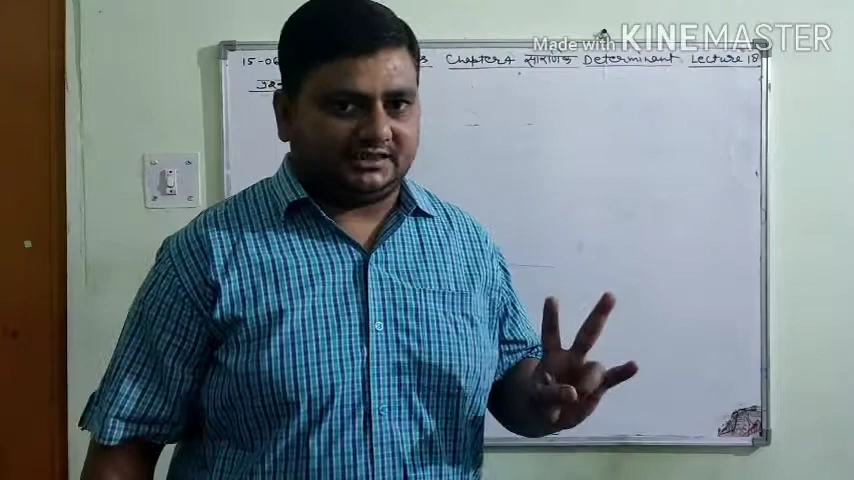 Made with KINEMASTER
15-06 Chapter 4 सारणिक Determinant Lecture 18